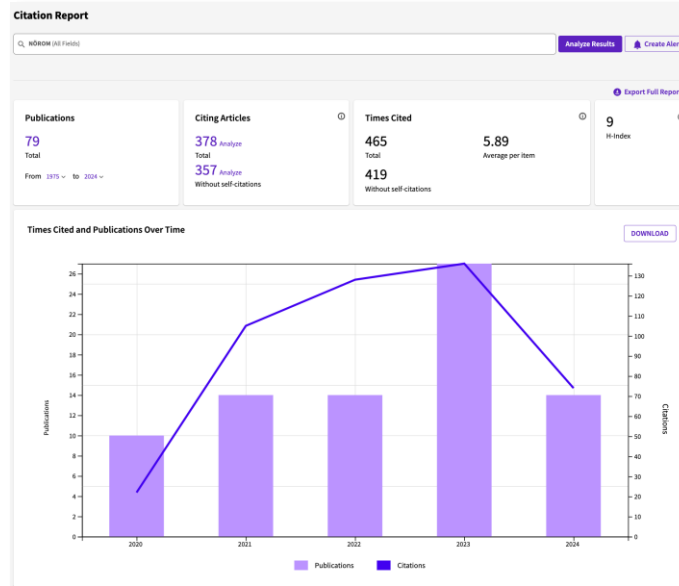 Citation Report
NÖROM (All Fields)
Analyze Results
Create Aler
Export Full Repor
Publications
79
Total
From 1975 to 2024
Citing Articles
378 Analyze
Total
357 Analyze
Without self-citations
Times Cited
465
Total
5.89
Average per item
419
Without self-citations
9
H-Index
Times Cited and Publications Over Time
DOWNLOAD
26
24
22
20
18
16
14
12
10
8
6
4
2
0
Publications
130
120
110
100
90
80
70
60
50
40
30
20
10
0
Citations
2020
2021
2022
2023
2024
Publications
Citations